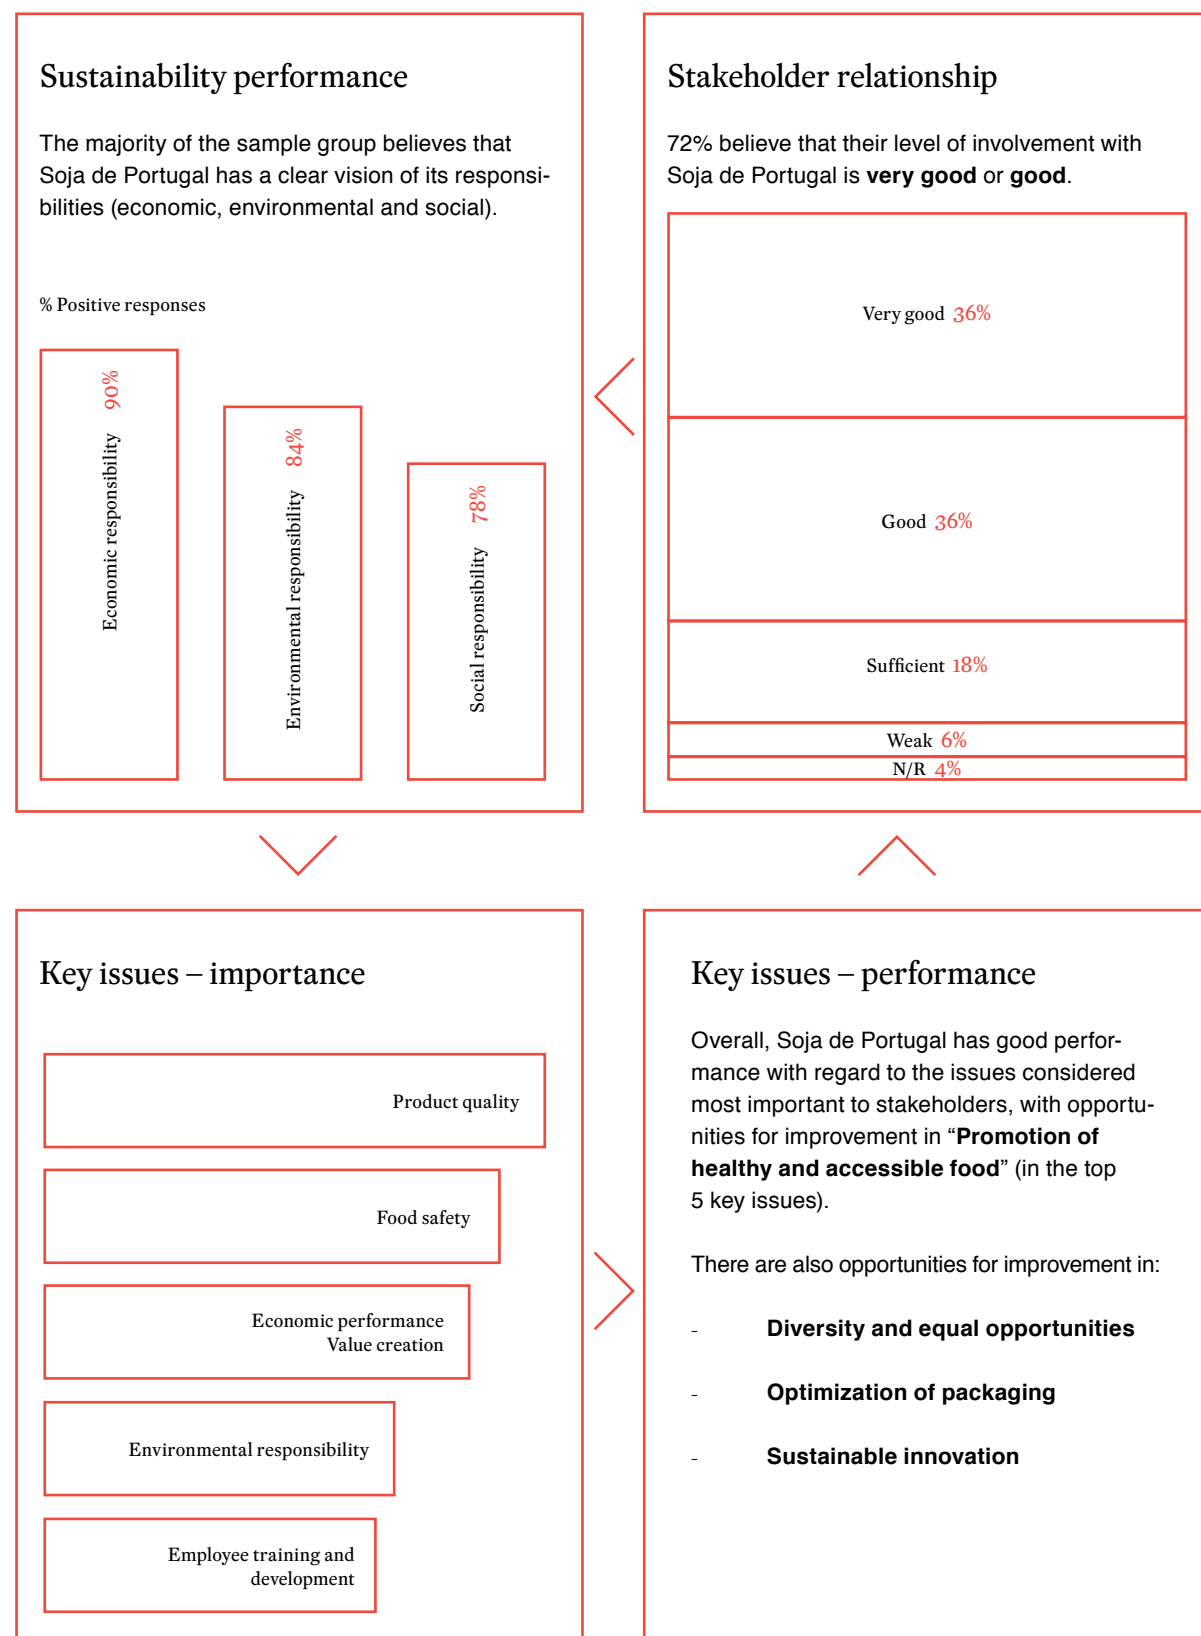 Sustainability performance
The majority of the sample group believes that
Soja de Portugal has a clear vision of its responsi-
bilities (economic, environmental and social).
% Positive responses
Economic responsibility 90%
Environmental responsibility 84%
Social responsibility 78%
Stakeholder relationship
72% believe that their level of involvement with
Soja de Portugal is very good or good.
Very good 36%
Good 36%
Sufficient 18%
Weak 6%
N/R 4%
Key issues – importance
Product quality
Food safety
Economic performance
Value creation
Environmental responsibility
Employee training and
development
Key issues – performance
Overall, Soja de Portugal has good perfor-
mance with regard to the issues considered
most important to stakeholders, with opportu-
nities for improvement in “Promotion of
healthy and accessible food” (in the top
5 key issues).
There are also opportunities for improvement in:
- Diversity and equal opportunities
- Optimization of packaging
- Sustainable innovation